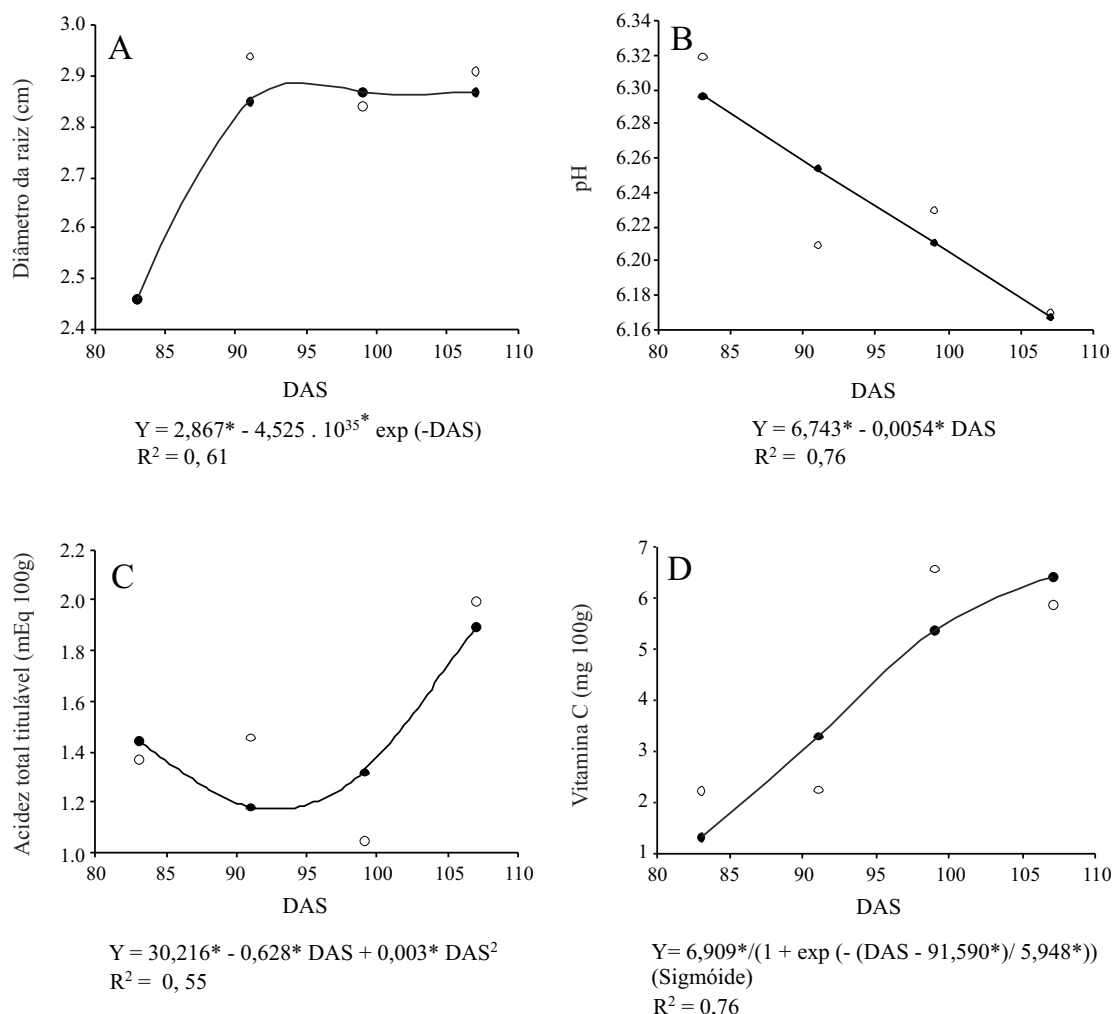 A
Diâmetro da raiz (cm)
3.0
2.9
2.8
2.7
2.6
2.5
2.4
80 85 90 95 100 105 110
DAS
Y = 2,867* - 4,525 . 10³⁵* exp (-DAS)
R² = 0, 61
B
pH
6.34
6.32
6.30
6.28
6.26
6.24
6.22
6.20
6.18
6.16
80 85 90 95 100 105 110
DAS
Y = 6,743* - 0,0054* DAS
R² = 0,76
C
Acidez total titulável (mEq 100g)
2.2
2.0
1.8
1.6
1.4
1.2
1.0
80 85 90 95 100 105 110
DAS
Y = 30,216* - 0,628* DAS + 0,003* DAS²
R² = 0, 55
D
Vitamina C (mg 100g)
7
6
5
4
3
2
1
80 85 90 95 100 105 110
DAS
Y= 6,909*/(1 + exp (- (DAS - 91,590*)/ 5,948*))
(Sigmóide)
R² = 0,76